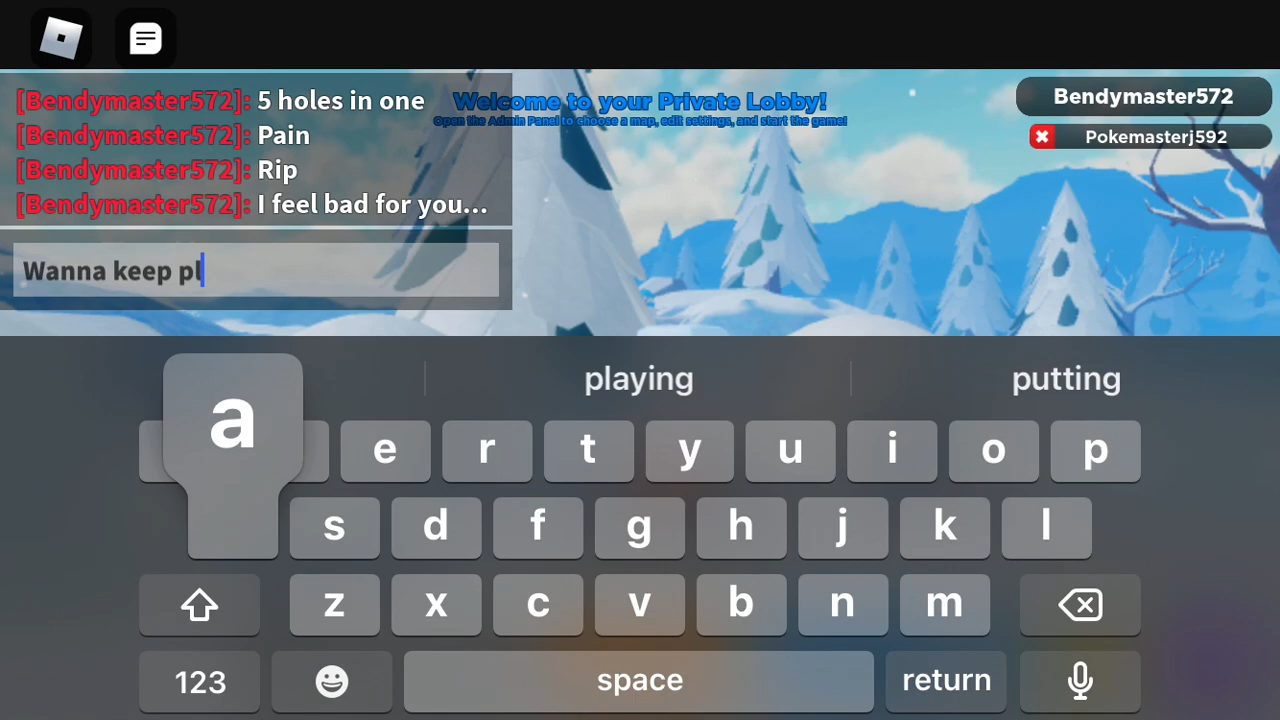 [Bendymaster572]: 5 holes in one
[Bendymaster572]: Pain
[Bendymaster572]: Rip
[Bendymaster572]: I feel bad for you...
Wanna keep pl
Welcome to your Private Lobby!
Open the Admin Panel to choose a map, edit settings, and start the game!
Bendymaster572
Pokemasterj592
playing putting
a
e r t y u i o p
s d f g h j k l
z x c v b n m
123 space return